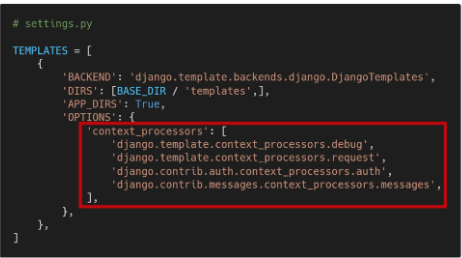 # settings.py
TEMPLATES = [
    {
        'BACKEND': 'django.template.backends.django.DjangoTemplates',
        'DIRS': [BASE_DIR / 'templates',],
        'APP_DIRS': True,
        'OPTIONS': {
            'context_processors': [
                'django.template.context_processors.debug',
                'django.template.context_processors.request',
                'django.contrib.auth.context_processors.auth',
                'django.contrib.messages.context_processors.messages',
            ],
        },
    },
]